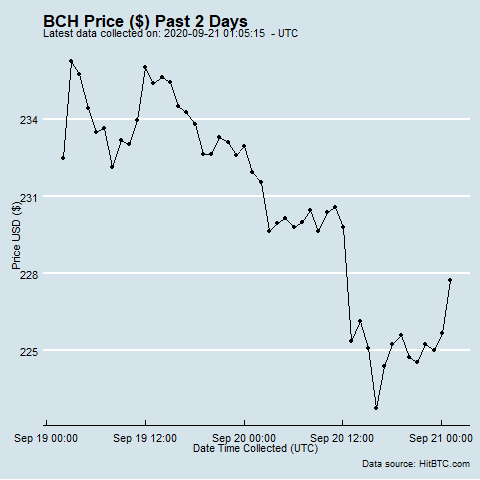 BCH Price ($) Past 2 Days
Latest data collected on: 2020-09-21 01:05:15 - UTC
234
231
228
225
Price USD ($)
Sep 19 00:00 Sep 19 12:00 Sep 20 00:00 Sep 20 12:00 Sep 21 00:00
Date Time Collected (UTC)
Data source: HitBTC.com